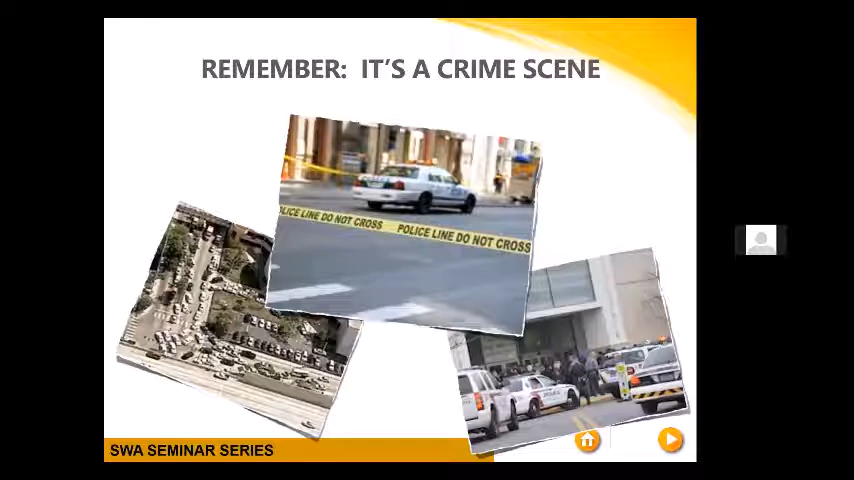 REMEMBER: IT'S A CRIME SCENE
POLICE LINE DO NOT CROSS POLICE LINE DO NOT CROSS
SWA SEMINAR SERIES